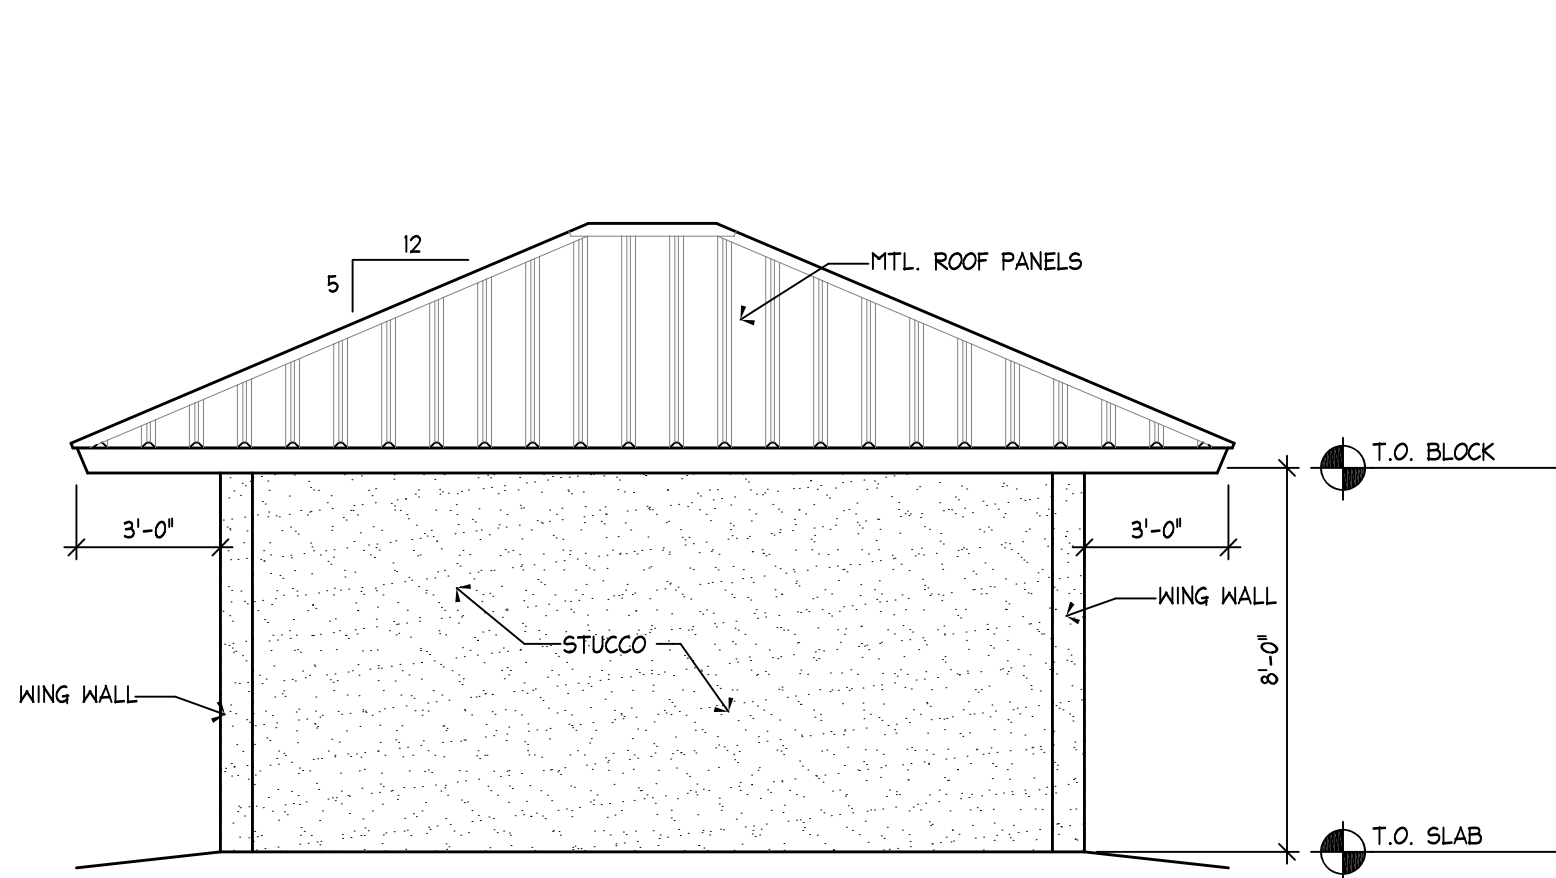 12
5
MTL. ROOF PANELS
T.O. BLOCK
3'-0"
3'-0"
WING WALL
STUCCO
8'-0"
WING WALL
T.O. SLAB